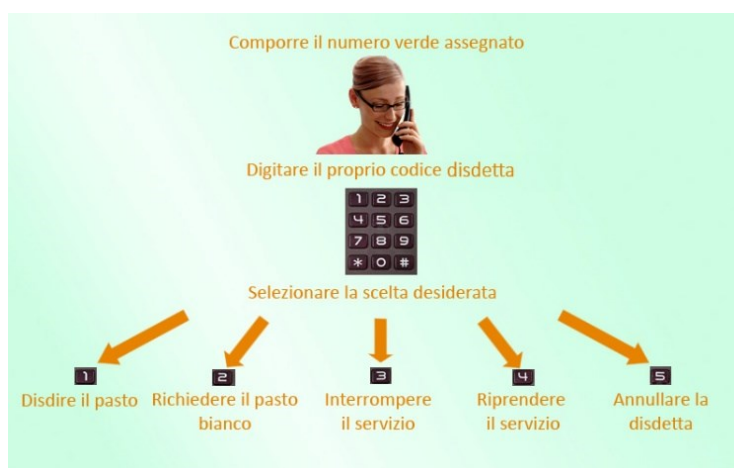 Comporre il numero verde assegnato
Digitare il proprio codice disdetta
1 2 3
4 5 6
7 8 9
* 0 #
Selezionare la scelta desiderata
1
Disdire il pasto
2
Richiedere il pasto
bianco
3
Interrompere
il servizio
4
Riprendere
il servizio
5
Annullare la
disdetta